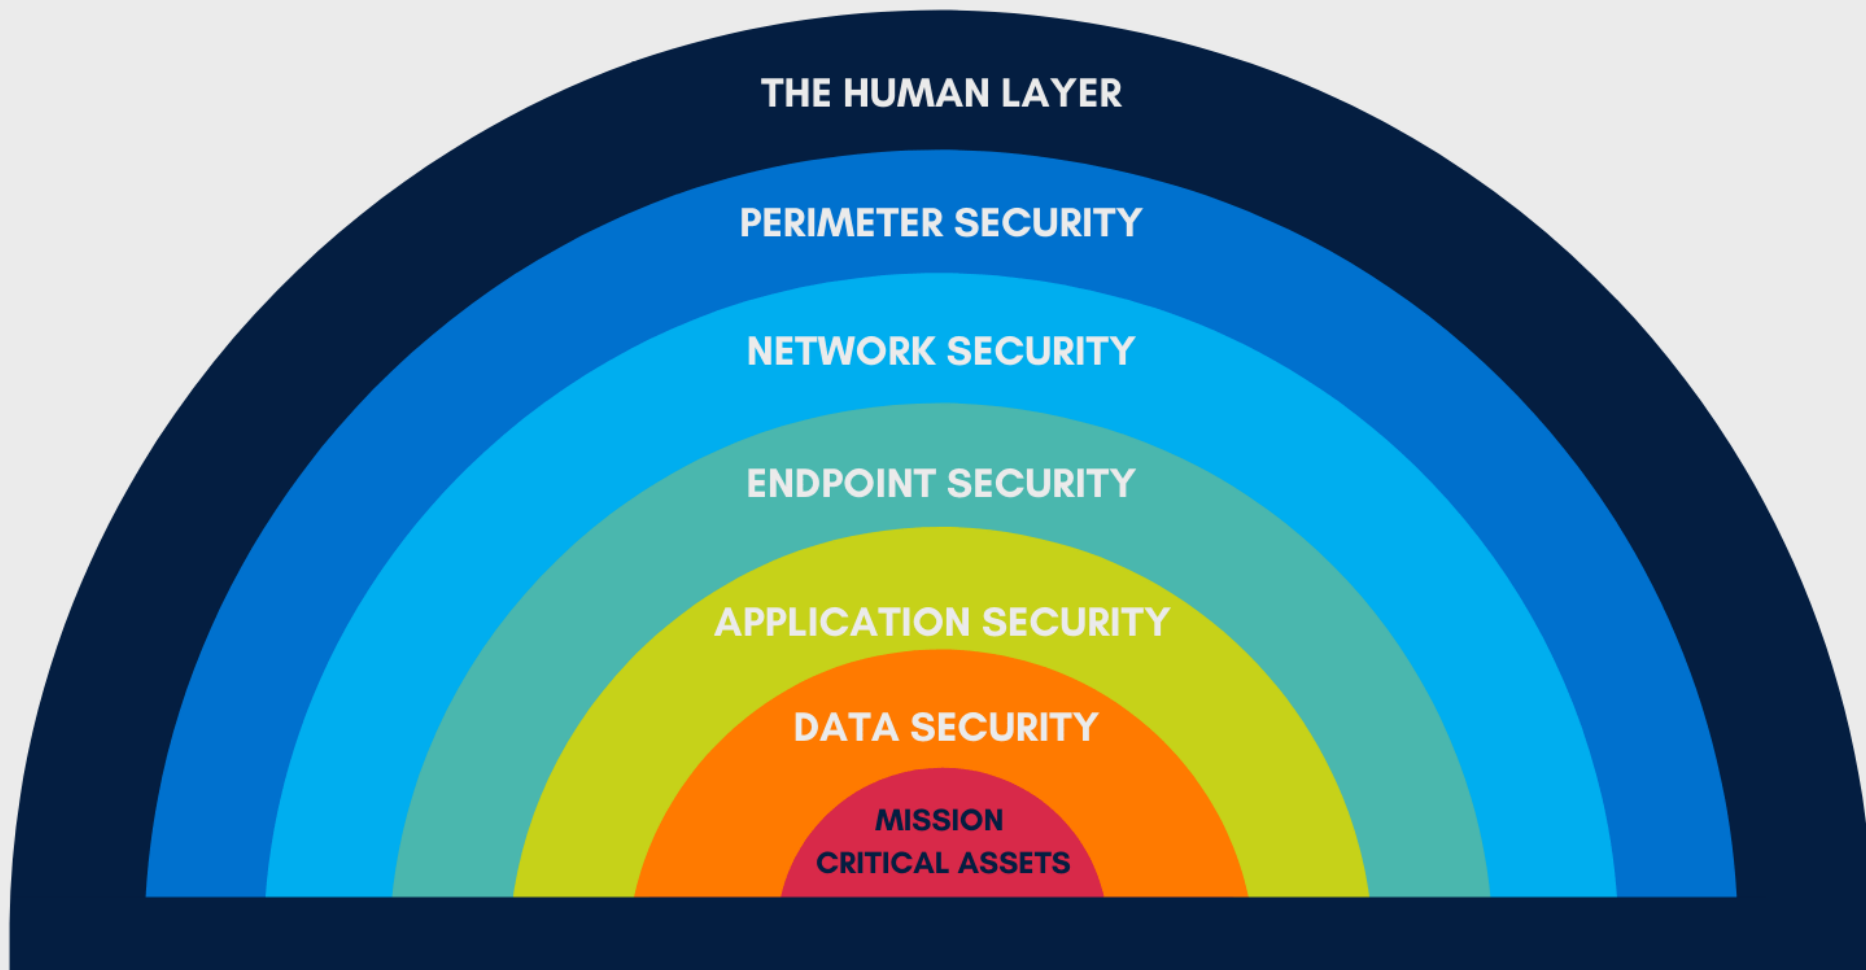 THE HUMAN LAYER
PERIMETER SECURITY
NETWORK SECURITY
ENDPOINT SECURITY
APPLICATION SECURITY
DATA SECURITY
MISSION
CRITICAL ASSETS